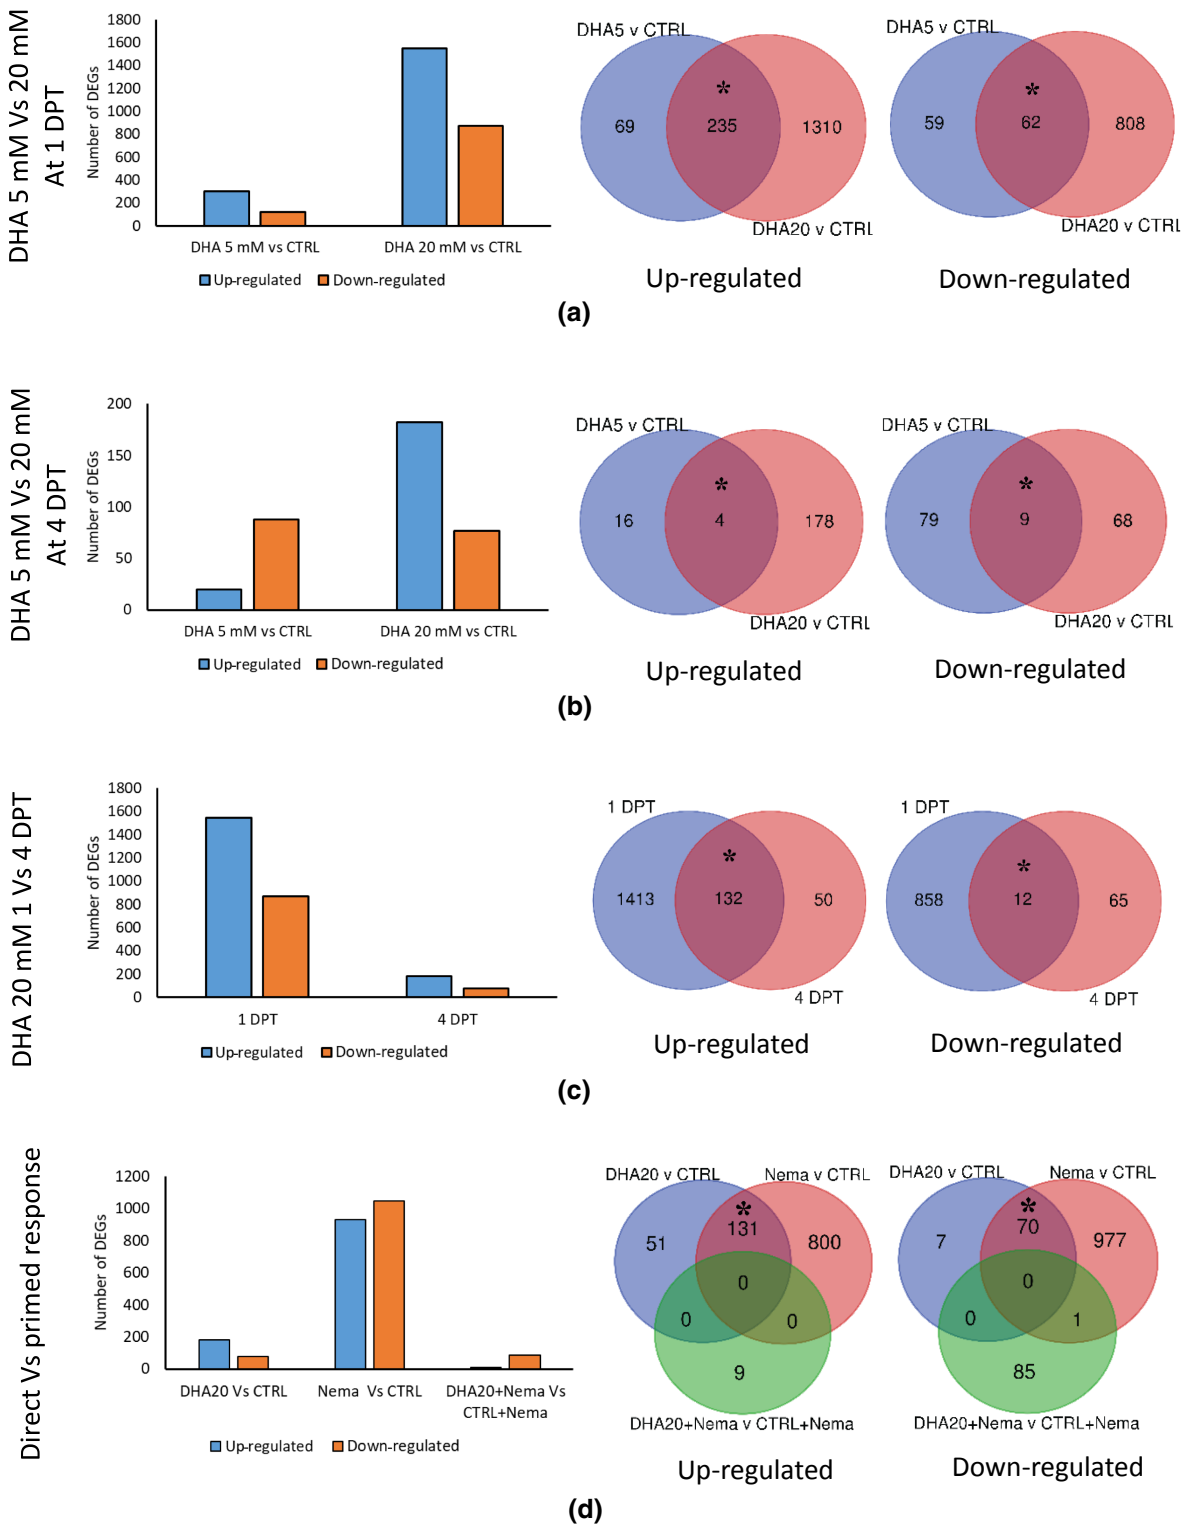 DHA 5 mM Vs 20 mM
At 1 DPT
Number of DEGs
1800
1600
1400
1200
1000
800
600
400
200
0
DHA 5 mM vs CTRL
DHA 20 mM vs CTRL
Up-regulated
Down-regulated
DHA5 v CTRL
*
69
235
1310
DHA20 v CTRL
Up-regulated
DHA5 v CTRL
*
59
62
808
DHA20 v CTRL
Down-regulated
(a)
DHA 5 mM Vs 20 mM
At 4 DPT
Number of DEGs
200
150
100
50
0
DHA 5 mM vs CTRL
DHA 20 mM vs CTRL
Up-regulated
Down-regulated
DHA5 v CTRL
*
16
4
178
DHA20 v CTRL
Up-regulated
DHA5 v CTRL
*
79
9
68
DHA20 v CTRL
Down-regulated
(b)
DHA 20 mM 1 Vs 4 DPT
Number of DEGs
1800
1600
1400
1200
1000
800
600
400
200
0
1 DPT
4 DPT
Up-regulated
Down-regulated
1 DPT
*
1413
132
50
4 DPT
Up-regulated
1 DPT
*
858
12
65
4 DPT
Down-regulated
(c)
Direct Vs primed response
Number of DEGs
1200
1000
800
600
400
200
0
DHA20 Vs CTRL
Nema Vs CTRL
DHA20+Nema Vs
CTRL+Nema
Up-regulated
Down-regulated
DHA20 v CTRL
Nema v CTRL
*
51
131
800
0
0
0
9
DHA20+Nema v CTRL+Nema
Up-regulated
DHA20 v CTRL
Nema v CTRL
*
7
70
977
0
0
1
85
DHA20+Nema v CTRL+Nema
Down-regulated
(d)